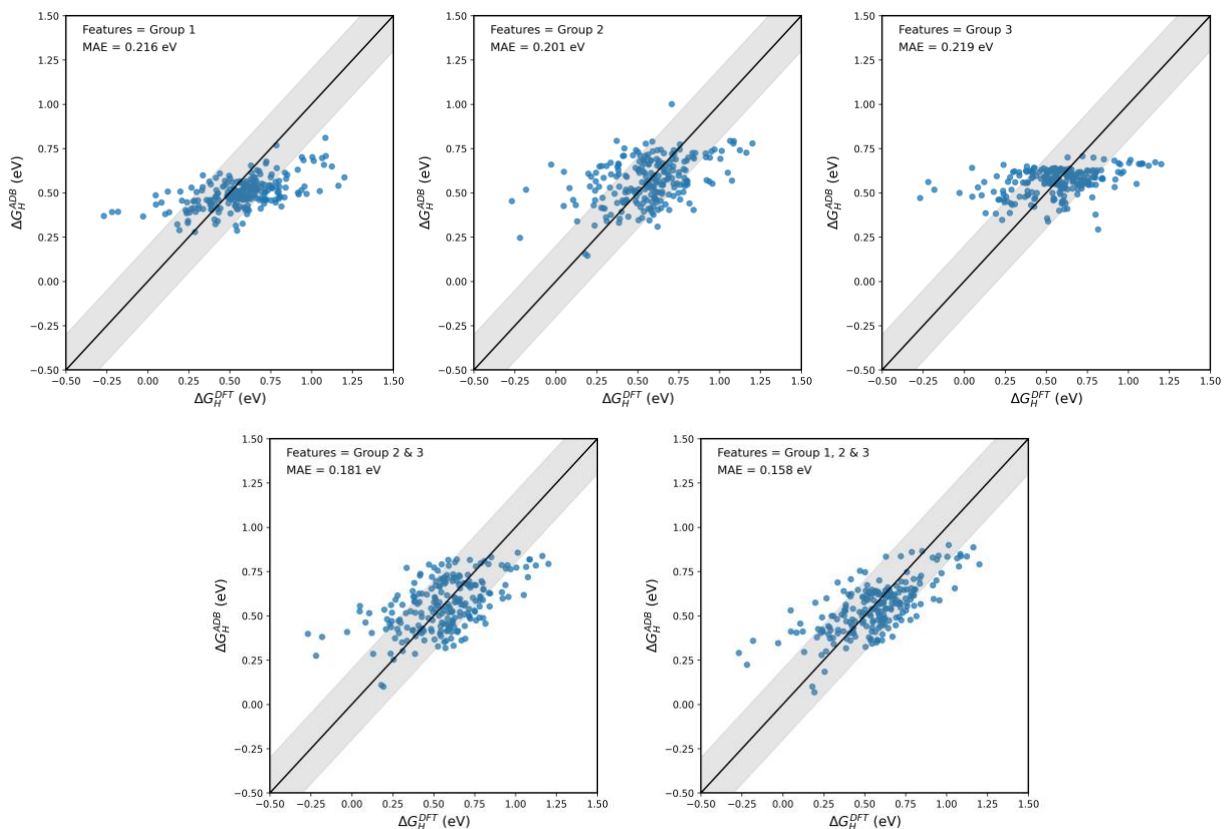 Features = Group 1
MAE = 0.216 eV
1.50
1.25
1.00
0.75
0.50
0.25
0.00
−0.25
−0.50
ΔG_H^{ADB} (eV)
−0.50 −0.25 0.00 0.25 0.50 0.75 1.00 1.25 1.50
ΔG_H^{DFT} (eV)
Features = Group 2
MAE = 0.201 eV
1.50
1.25
1.00
0.75
0.50
0.25
0.00
−0.25
−0.50
ΔG_H^{ADB} (eV)
−0.50 −0.25 0.00 0.25 0.50 0.75 1.00 1.25 1.50
ΔG_H^{DFT} (eV)
Features = Group 3
MAE = 0.219 eV
1.50
1.25
1.00
0.75
0.50
0.25
0.00
−0.25
−0.50
ΔG_H^{ADB} (eV)
−0.50 −0.25 0.00 0.25 0.50 0.75 1.00 1.25 1.50
ΔG_H^{DFT} (eV)
Features = Group 2 & 3
MAE = 0.181 eV
1.50
1.25
1.00
0.75
0.50
0.25
0.00
−0.25
−0.50
ΔG_H^{ADB} (eV)
−0.50 −0.25 0.00 0.25 0.50 0.75 1.00 1.25 1.50
ΔG_H^{DFT} (eV)
Features = Group 1, 2 & 3
MAE = 0.158 eV
1.50
1.25
1.00
0.75
0.50
0.25
0.00
−0.25
−0.50
ΔG_H^{ADB} (eV)
−0.50 −0.25 0.00 0.25 0.50 0.75 1.00 1.25 1.50
ΔG_H^{DFT} (eV)